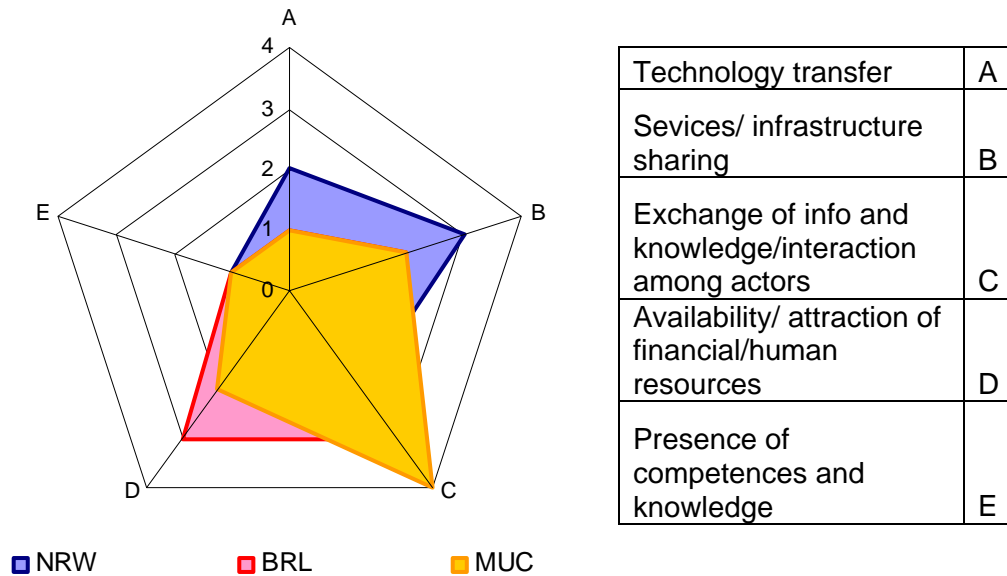 A
4
3
2
1
0
E
B
D
C
NRW
BRL
MUC
Technology transfer A
Sevices/ infrastructure
sharing B
Exchange of info and
knowledge/interaction
among actors C
Availability/ attraction of
financial/human
resources D
Presence of
competences and
knowledge E